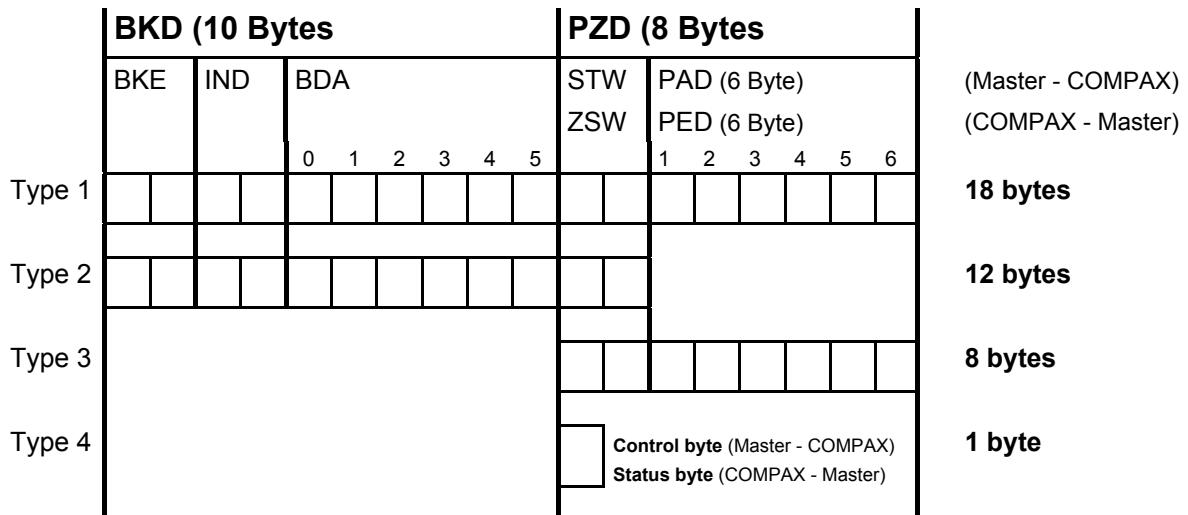 BKD (10 Bytes PZD (8 Bytes
BKE IND BDA STW PAD (6 Byte) (Master - COMPAX)
ZSW PED (6 Byte) (COMPAX - Master)
0 1 2 3 4 5 1 2 3 4 5 6
Type 1 18 bytes
Type 2 12 bytes
Type 3 8 bytes
Type 4 Control byte (Master - COMPAX) 1 byte
Status byte (COMPAX - Master)